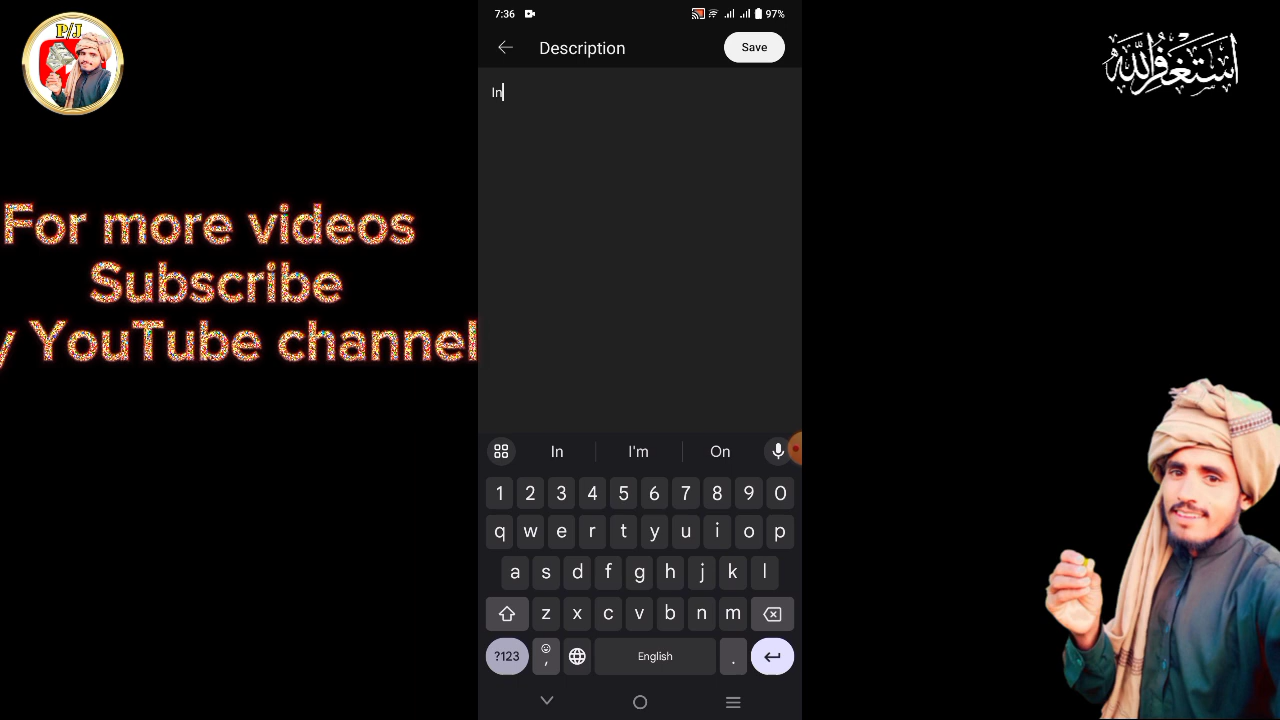 P/J
استغفر الله
For more videos
Subscribe
y YouTube channel
7:36
97%
Description
Save
In
In I'm On
1 2 3 4 5 6 7 8 9 0
q w e r t y u i o p
a s d f g h j k l
z x c v b n m
?123 , English .